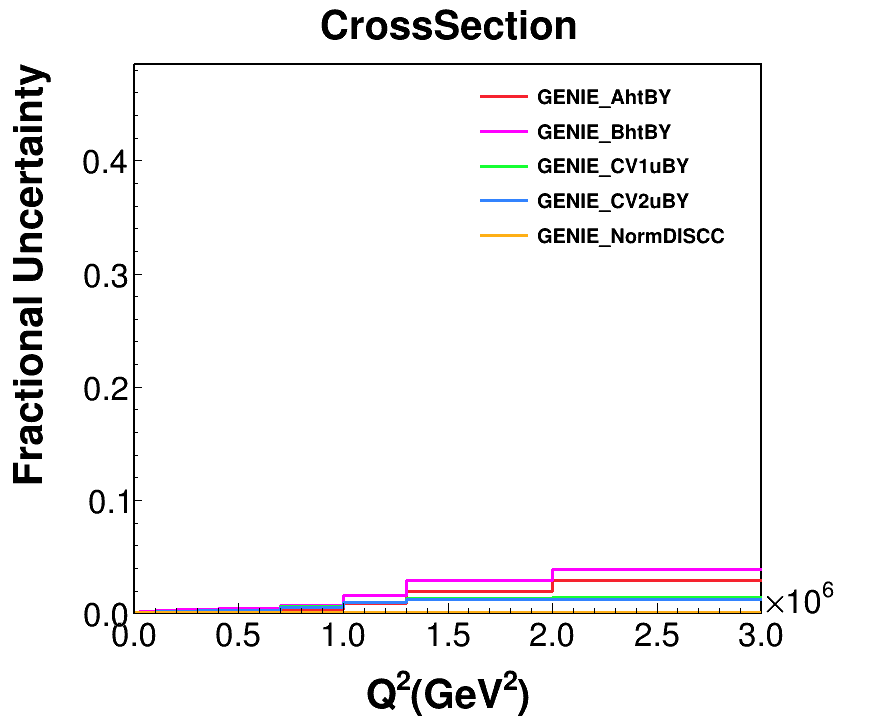 CrossSection
Fractional Uncertainty
0.4
0.3
0.2
0.1
0.0
GENIE_AhtBY
GENIE_BhtBY
GENIE_CV1uBY
GENIE_CV2uBY
GENIE_NormDISCC
×10⁶
0.0 0.5 1.0 1.5 2.0 2.5 3.0
Q²(GeV²)